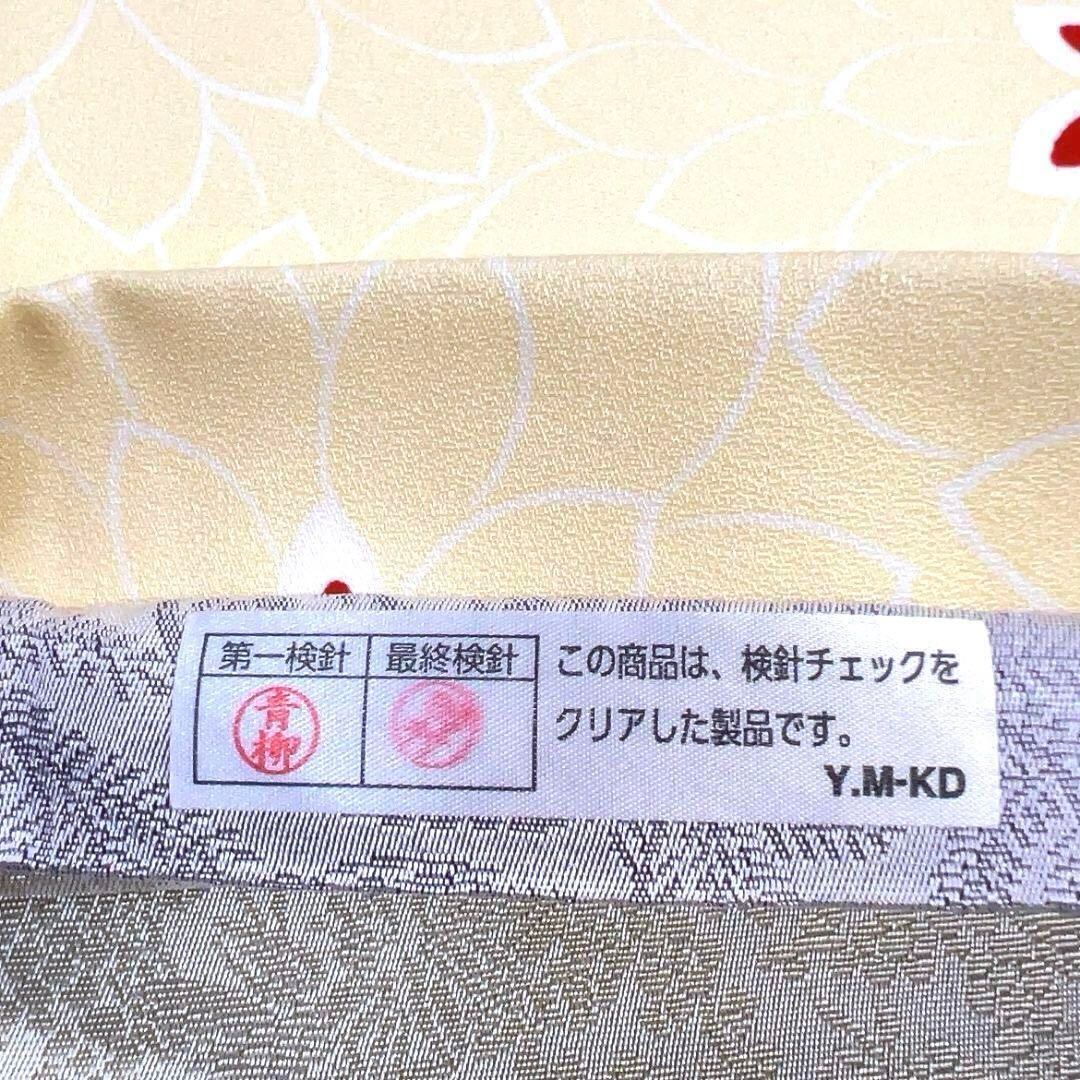 第一検針 最終検針
青柳
この商品は、検針チェックを
クリアした製品です。
Y.M-KD